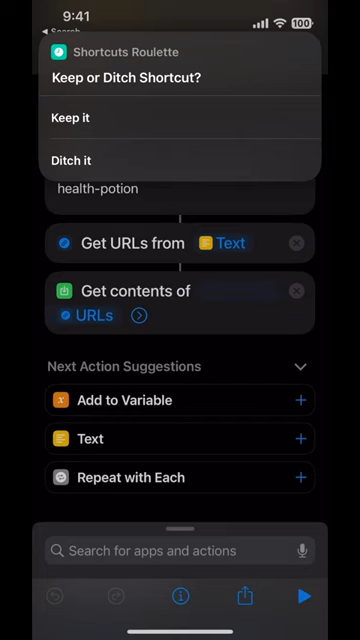 9:41
100
Search
Shortcuts Roulette
Keep or Ditch Shortcut?
Keep it
Ditch it
health-potion
Get URLs from Text
Get contents of
URLs
Next Action Suggestions
Add to Variable
Text
Repeat with Each
Search for apps and actions